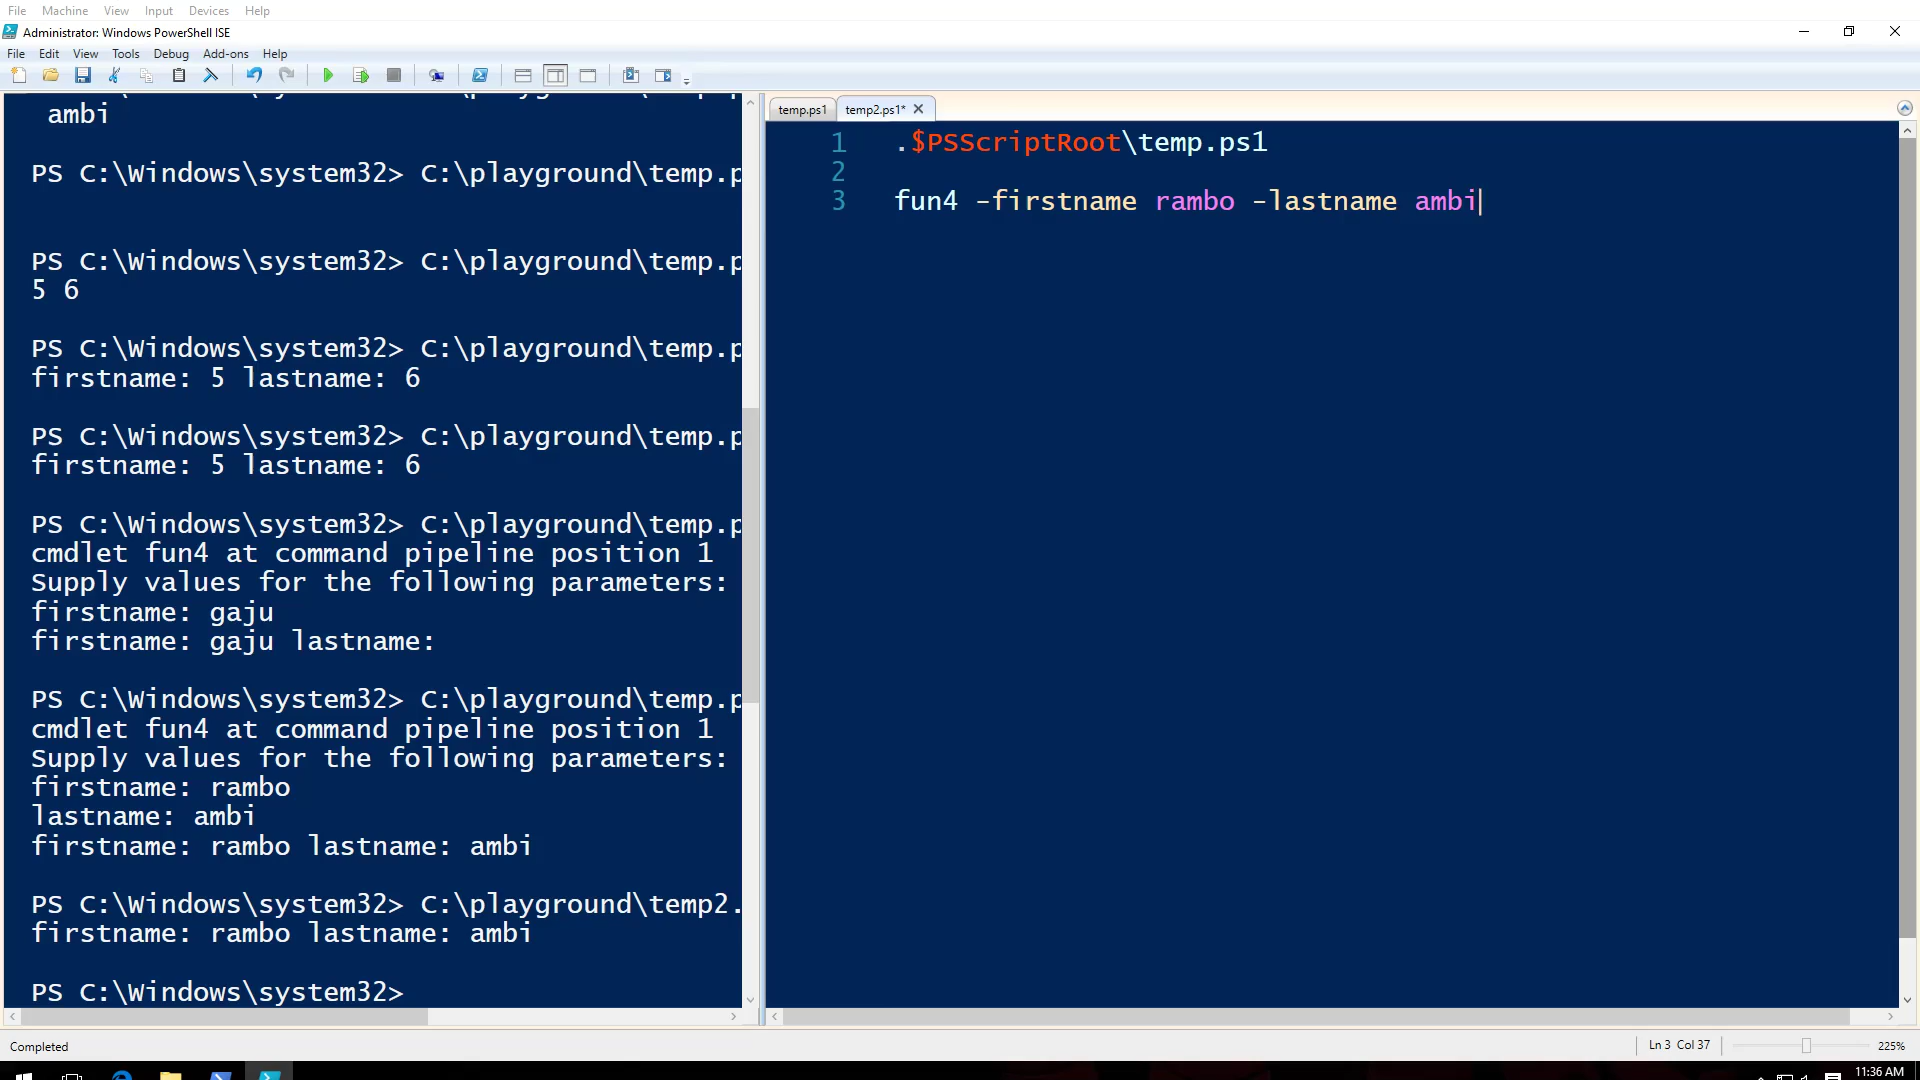 File Machine View Input Devices Help
Administrator: Windows PowerShell ISE
File Edit View Tools Debug Add-ons Help
ambi
PS C:\Windows\system32> C:\playground\temp.p
PS C:\Windows\system32> C:\playground\temp.p
5 6
PS C:\Windows\system32> C:\playground\temp.p
firstname: 5 lastname: 6
PS C:\Windows\system32> C:\playground\temp.p
firstname: 5 lastname: 6
PS C:\Windows\system32> C:\playground\temp.p
cmdlet fun4 at command pipeline position 1
Supply values for the following parameters:
firstname: gaju
firstname: gaju lastname:
PS C:\Windows\system32> C:\playground\temp.p
cmdlet fun4 at command pipeline position 1
Supply values for the following parameters:
firstname: rambo
lastname: ambi
firstname: rambo lastname: ambi
PS C:\Windows\system32> C:\playground\temp2.
firstname: rambo lastname: ambi
PS C:\Windows\system32>
temp.ps1 temp2.ps1*
1 .$PSScriptRoot\temp.ps1
2
3 fun4 -firstname rambo -lastname ambi
Completed
Ln 3 Col 37
225%
11:36 AM